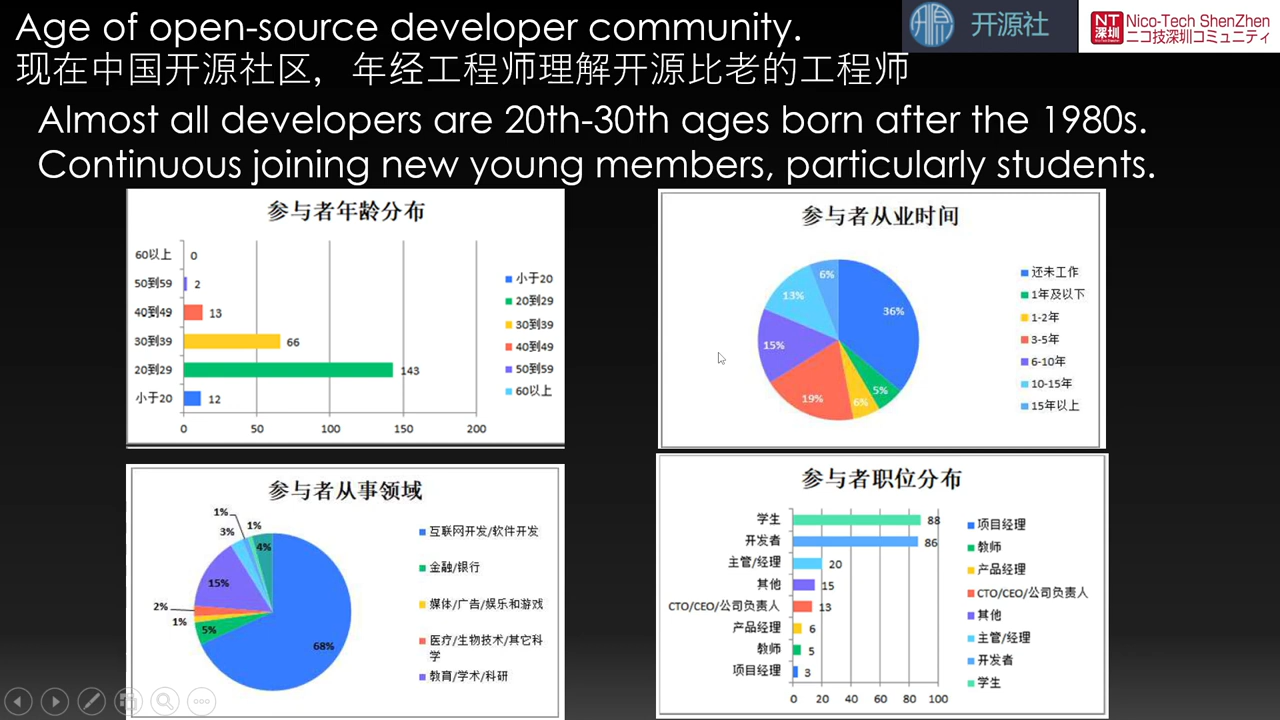 Age of open-source developer community.
开源社
NT 深圳
Nico-Tech ShenZhen
ニコ技深圳コミュニティ
现在中国开源社区，年经工程师理解开源比老的工程师
Almost all developers are 20th-30th ages born after the 1980s.
Continuous joining new young members, particularly students.
参与者年龄分布
60以上 0
50到59 2
40到49 13
30到39 66
20到29 143
小于20 12
0 50 100 150 200
小于20
20到29
30到39
40到49
50到59
60以上
参与者从业时间
6%
13%
36%
15%
5%
19%
6%
还未工作
1年及以下
1-2年
3-5年
6-10年
10-15年
15年以上
参与者从事领域
1%
1%
3%
4%
15%
2%
1%
5%
68%
互联网开发/软件开发
金融/银行
媒体/广告/娱乐和游戏
医疗/生物技术/其它科
学
教育/学术/科研
参与者职位分布
学生 88
开发者 86
主管/经理 20
其他 15
CTO/CEO/公司负责人 13
产品经理 6
教师 5
项目经理 3
0 20 40 60 80 100
项目经理
教师
产品经理
CTO/CEO/公司负责人
其他
主管/经理
开发者
学生